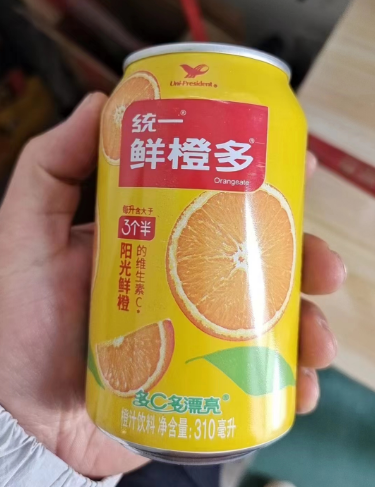 Uni-President
统一®
鲜橙多®
Orangeate
每升含大于
3个半
阳光鲜橙
的维生素C
多C多漂亮®
橙汁饮料 净含量:310毫升